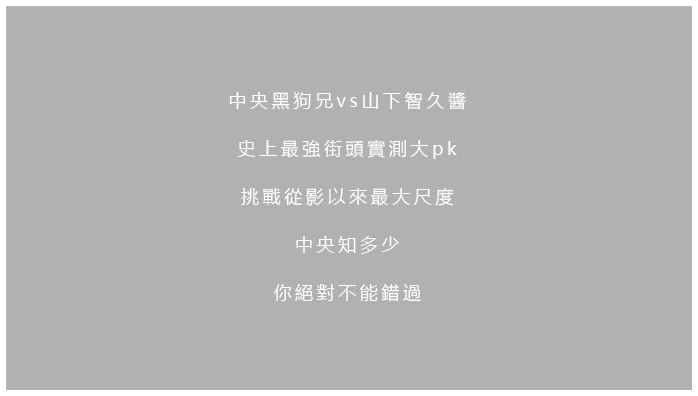 中央黑狗兄vs山下智久醬
史上最強街頭實測大pk
挑戰從影以來最大尺度
中央知多少
你絕對不能錯過